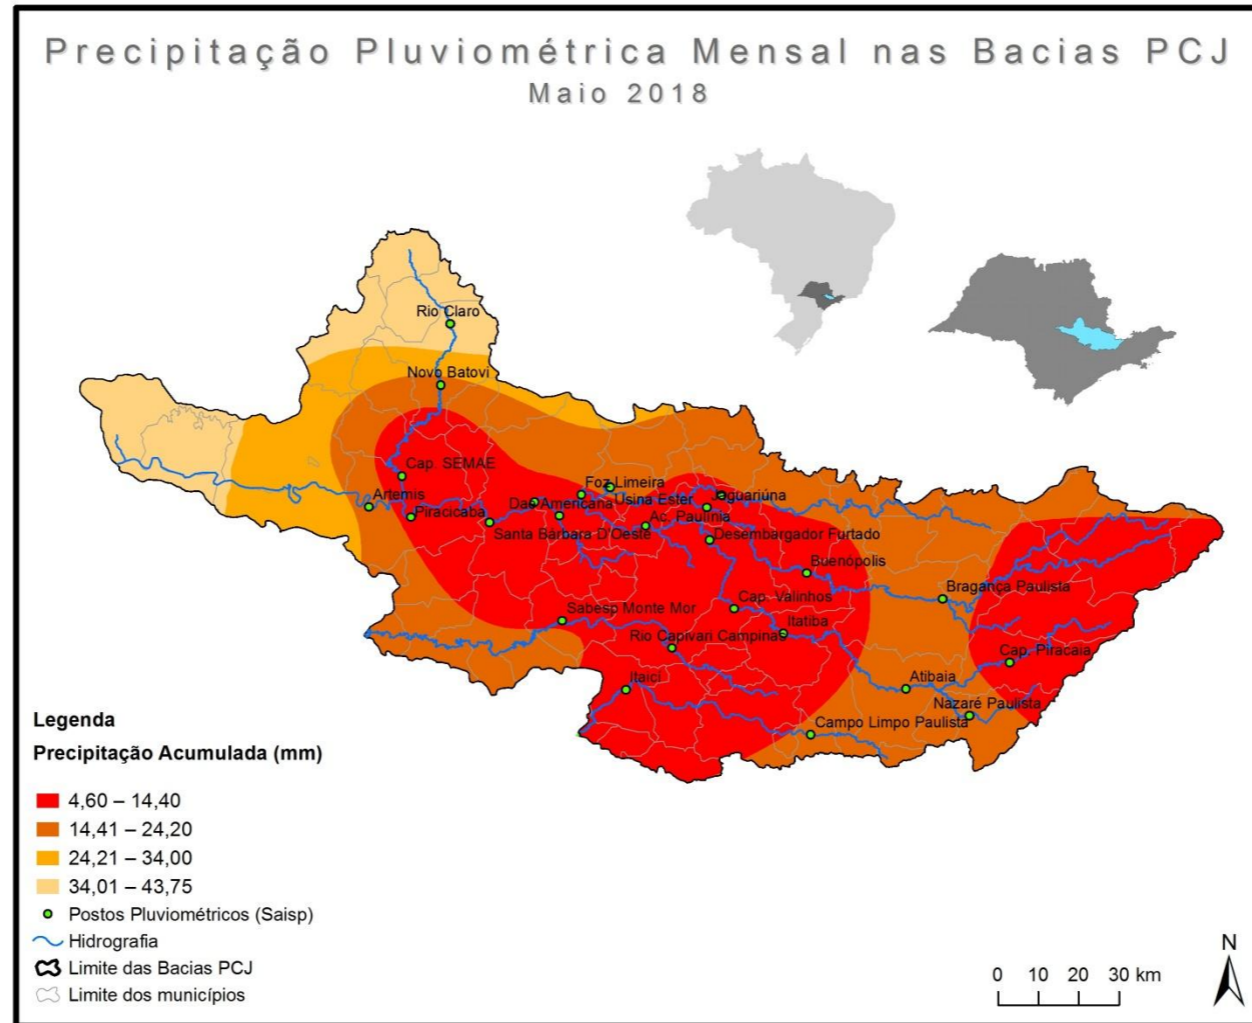 Precipitação Pluviométrica Mensal nas Bacias PCJ
Maio 2018
Rio Claro
Novo Batovi
Cap. SEMAE
Artemis
Piracicaba
Foz Limeira
Usina Ester
Jaguariúna
Dae Americana
Ac. Paulínia
Santa Bárbara D'Oeste
Desembargador Furtado
Buenópolis
Bragança Paulista
Cap. Valinhos
Sabesp Monte Mor
Itatiba
Rio Capivari Campinas
Cap. Piracaia
Itaici
Atibaia
Nazaré Paulista
Campo Limpo Paulista
Legenda
Precipitação Acumulada (mm)
4,60 – 14,40
14,41 – 24,20
24,21 – 34,00
34,01 – 43,75
Postos Pluviométricos (Saisp)
Hidrografia
Limite das Bacias PCJ
Limite dos municípios
0 10 20 30 km
N